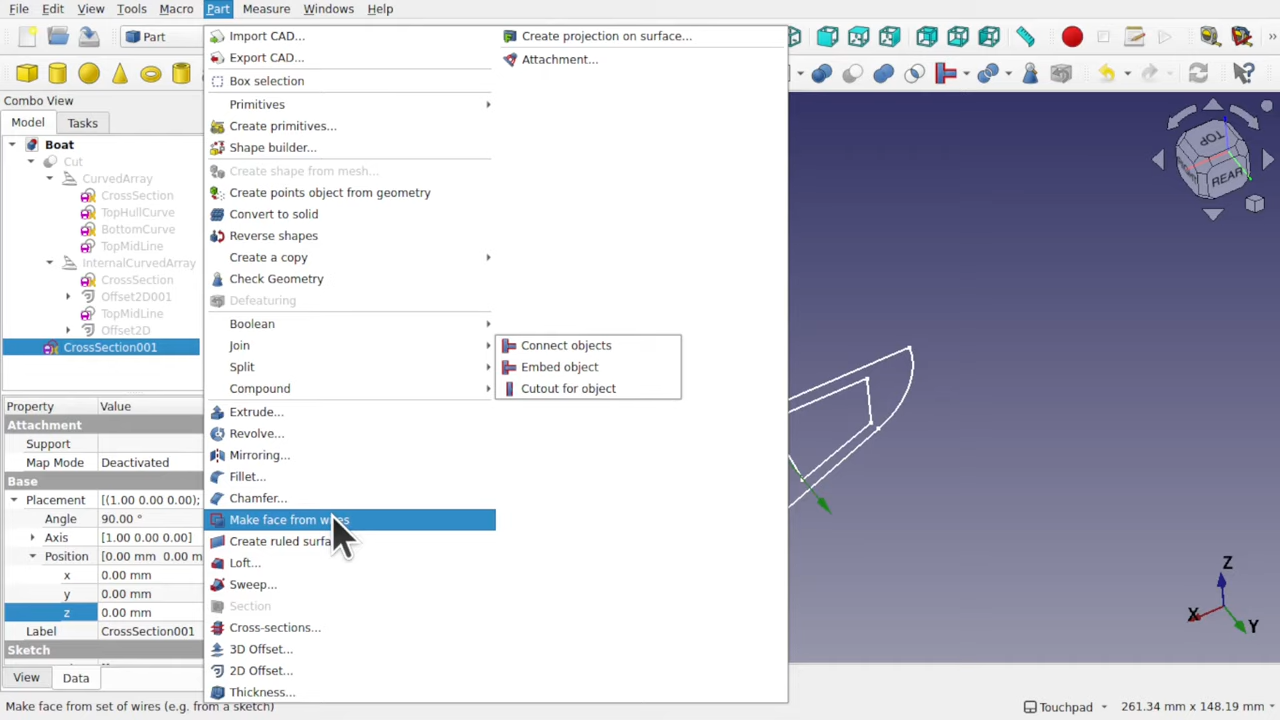 File Edit View Tools Macro Part Measure Windows Help
Part
Combo View
Model Tasks
Boat
Cut
CurvedArray
CrossSection
TopHullCurve
BottomCurve
TopMidLine
InternalCurvedArray
CrossSection
Offset2D001
TopMidLine
Offset2D
CrossSection001
Property Value
Attachment
Support
Map Mode Deactivated
Base
Placement [(1.00 0.00 0.00);
Angle 90.00 °
Axis [1.00 0.00 0.00]
Position [0.00 mm 0.00 m
x 0.00 mm
y 0.00 mm
z 0.00 mm
Label CrossSection001
Sketch
View Data
Import CAD...
Export CAD...
Box selection
Primitives
Create primitives...
Shape builder...
Create shape from mesh...
Create points object from geometry
Convert to solid
Reverse shapes
Create a copy
Check Geometry
Defeaturing
Boolean
Join
Split
Compound
Extrude...
Revolve...
Mirroring...
Fillet...
Chamfer...
Make face from wires
Create ruled surfa
Loft...
Sweep...
Section
Cross-sections...
3D Offset...
2D Offset...
Thickness...
Create projection on surface...
Attachment...
Connect objects
Embed object
Cutout for object
TOP
REAR
Z
X
Y
Make face from set of wires (e.g. from a sketch)
Touchpad 261.34 mm x 148.19 mm